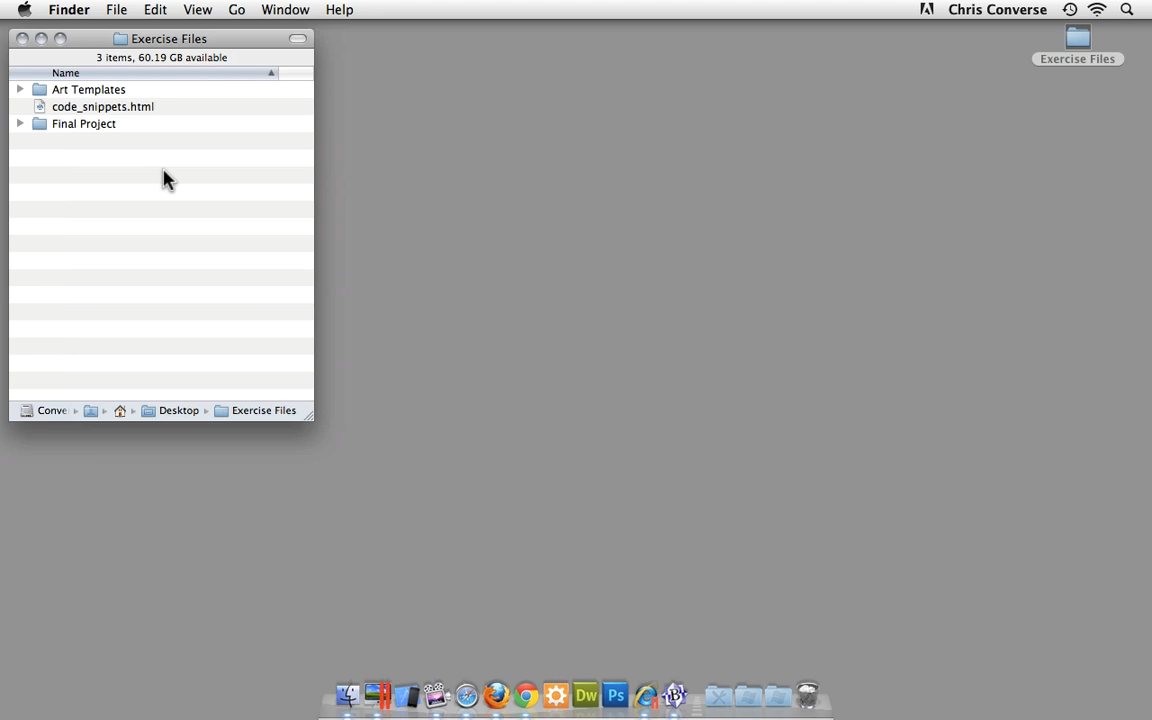 Finder File Edit View Go Window Help Chris Converse
Exercise Files
3 items, 60.19 GB available
Name
Art Templates
code_snippets.html
Final Project
Conve Desktop Exercise Files
Exercise Files
Dw Ps